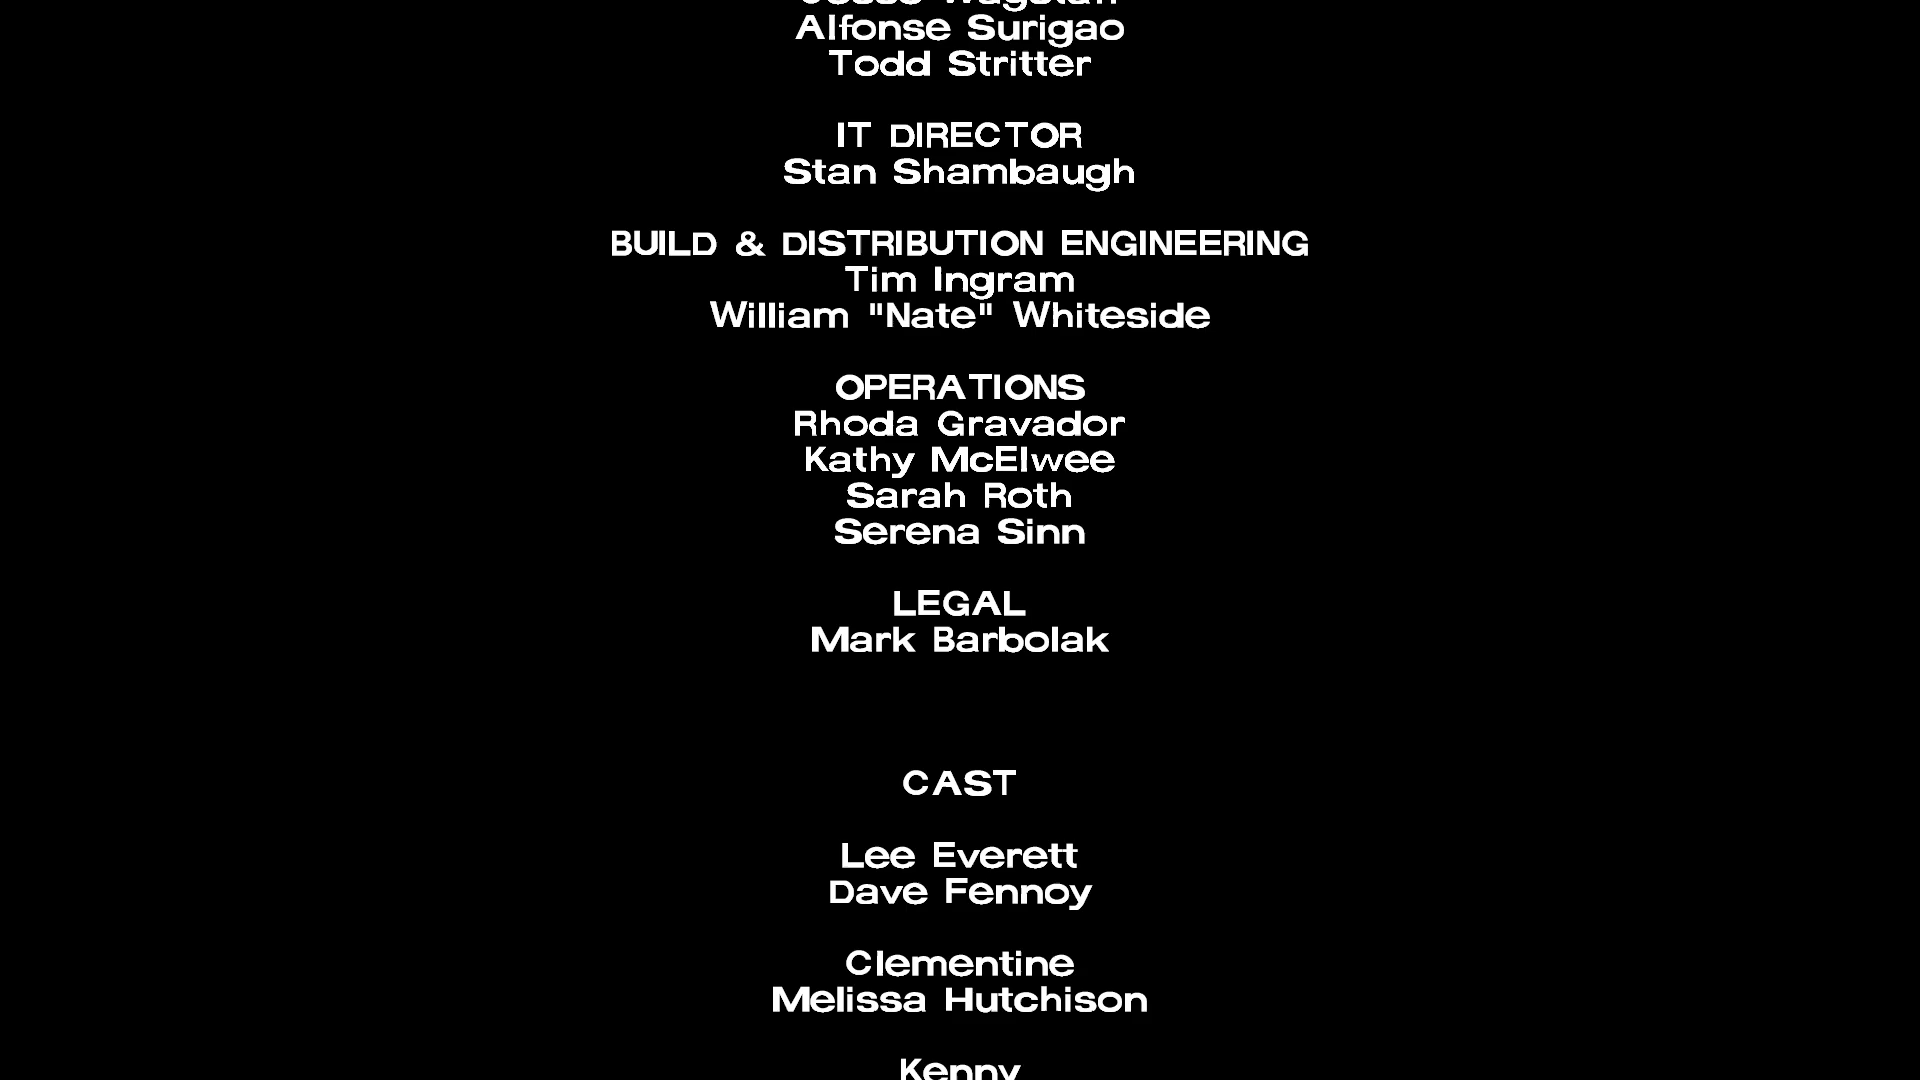 Alfonse Surigao
Todd Stritter
IT DIRECTOR
Stan Shambaugh
BUILD & DISTRIBUTION ENGINEERING
Tim Ingram
William "Nate" Whiteside
OPERATIONS
Rhoda Gravador
Kathy McElwee
Sarah Roth
Serena Sinn
LEGAL
Mark Barbolak
CAST
Lee Everett
Dave Fennoy
Clementine
Melissa Hutchison
Kenny